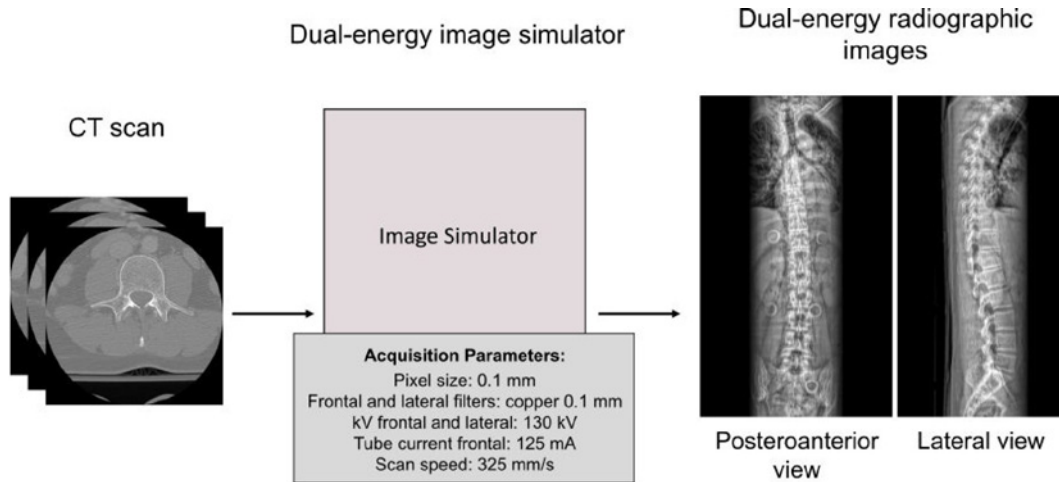 Dual-energy image simulator
Dual-energy radiographic
images
CT scan
Image Simulator
Acquisition Parameters:
Pixel size: 0.1 mm
Frontal and lateral filters: copper 0.1 mm
kV frontal and lateral: 130 kV
Tube current frontal: 125 mA
Scan speed: 325 mm/s
Posteroanterior
view
Lateral view